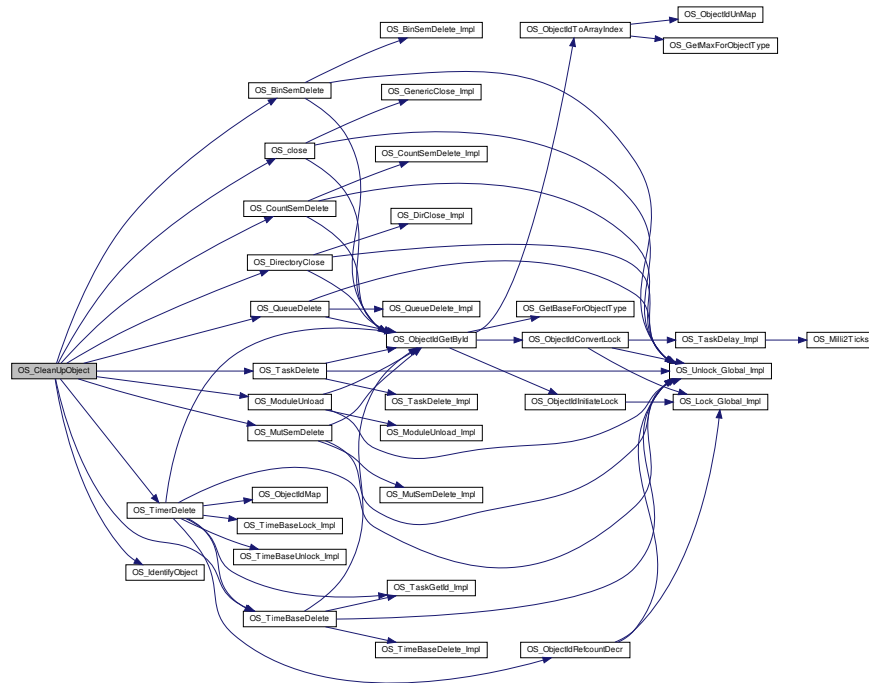 OS_ObjectIdUnMap
OS_BinSemDelete_Impl
OS_ObjectIdToArrayIndex
OS_GetMaxForObjectType
OS_BinSemDelete
OS_GenericClose_Impl
OS_close
OS_CountSemDelete_Impl
OS_CountSemDelete
OS_DirClose_Impl
OS_DirectoryClose
OS_QueueDelete
OS_QueueDelete_Impl
OS_GetBaseForObjectType
OS_ObjectIdGetById
OS_ObjectIdConvertLock
OS_TaskDelay_Impl
OS_Milli2Ticks
OS_CleanUpObject
OS_TaskDelete
OS_Unlock_Global_Impl
OS_ModuleUnload
OS_TaskDelete_Impl
OS_ObjectIdInitiateLock
OS_Lock_Global_Impl
OS_MutSemDelete
OS_ModuleUnload_Impl
OS_ObjectIdMap
OS_MutSemDelete_Impl
OS_TimerDelete
OS_TimeBaseLock_Impl
OS_TimeBaseUnlock_Impl
OS_IdentifyObject
OS_TaskGetId_Impl
OS_TimeBaseDelete
OS_TimeBaseDelete_Impl
OS_ObjectIdRefcountDecr